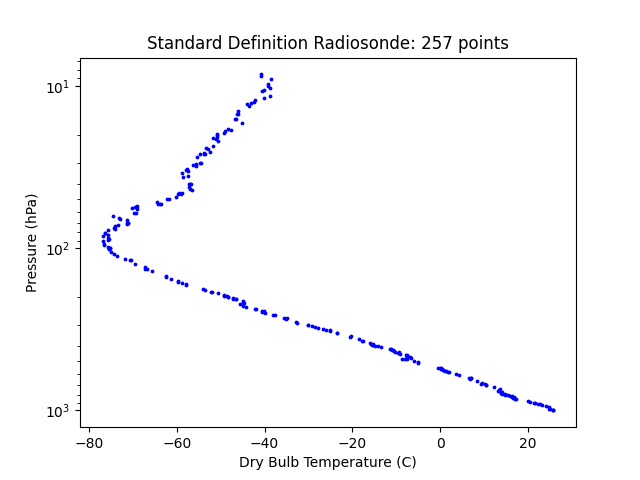 Standard Definition Radiosonde: 257 points
Pressure (hPa)
10¹
10²
10³
−80 −60 −40 −20 0 20
Dry Bulb Temperature (C)